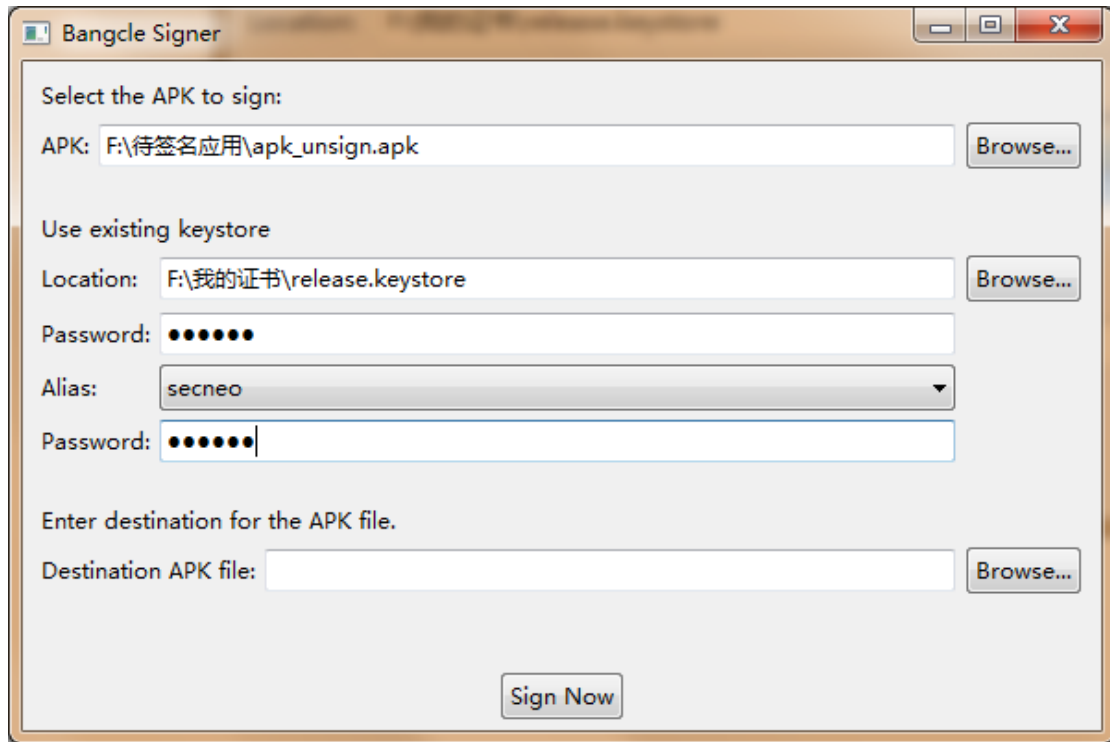 Bangcle Signer
Select the APK to sign:
APK: F:\待签名应用\apk_unsign.apk Browse...
Use existing keystore
Location: F:\我的证书\release.keystore Browse...
Password: ●●●●●●
Alias: secneo
Password: ●●●●●●
Enter destination for the APK file.
Destination APK file: Browse...
Sign Now